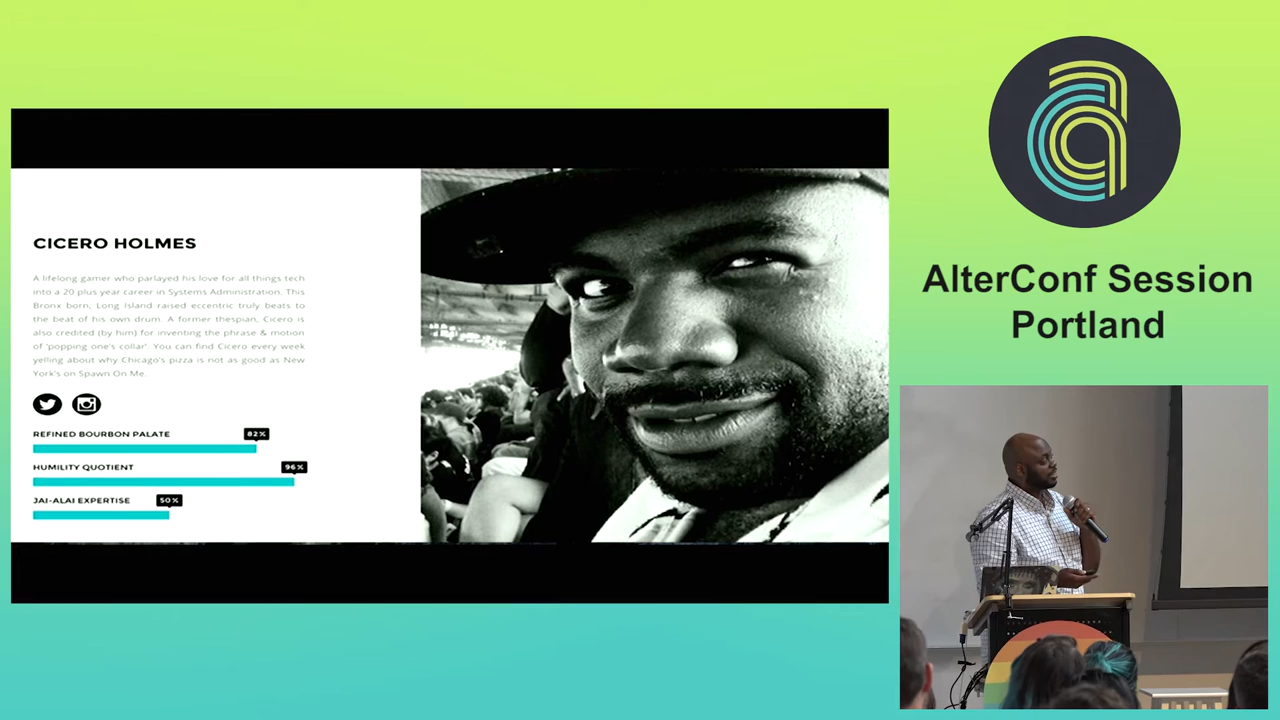 CICERO HOLMES
A lifelong gamer who parlayed his love for all things tech
into a 20 plus year career in Systems Administration. This
Bronx born, Long Island raised eccentric truly beats to
the beat of his own drum. A former thespian, Cicero is
also credited (by him) for inventing the phrase & motion
of 'popping one's collar'. You can find Cicero every week
yelling about why Chicago's pizza is not as good as New
York's on Spawn On Me.
REFINED BOURBON PALATE 82%
HUMILITY QUOTIENT 96%
JAI-ALAI EXPERTISE 50%
AlterConf Session
Portland